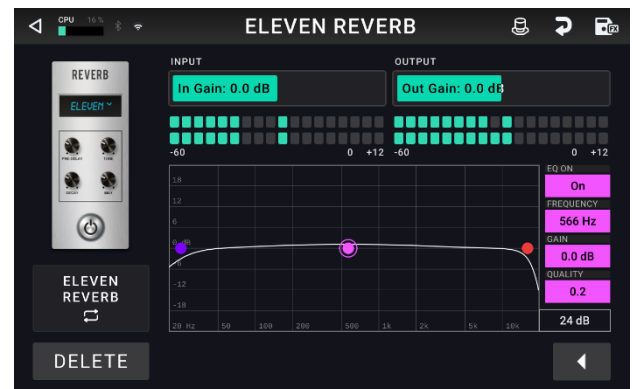 CPU 16 %
ELEVEN REVERB
FX
REVERB
ELEVEN
PRE-DELAY TONE
DECAY MIX
ELEVEN
REVERB
DELETE
INPUT
In Gain: 0.0 dB
-60 0 +12
OUTPUT
Out Gain: 0.0 dB
-60 0 +12
18
12
6
0 dB
-6
-12
-18
20 Hz 50 100 200 500 1k 2k 5k 10k
EQ ON
On
FREQUENCY
566 Hz
GAIN
0.0 dB
QUALITY
0.2
24 dB